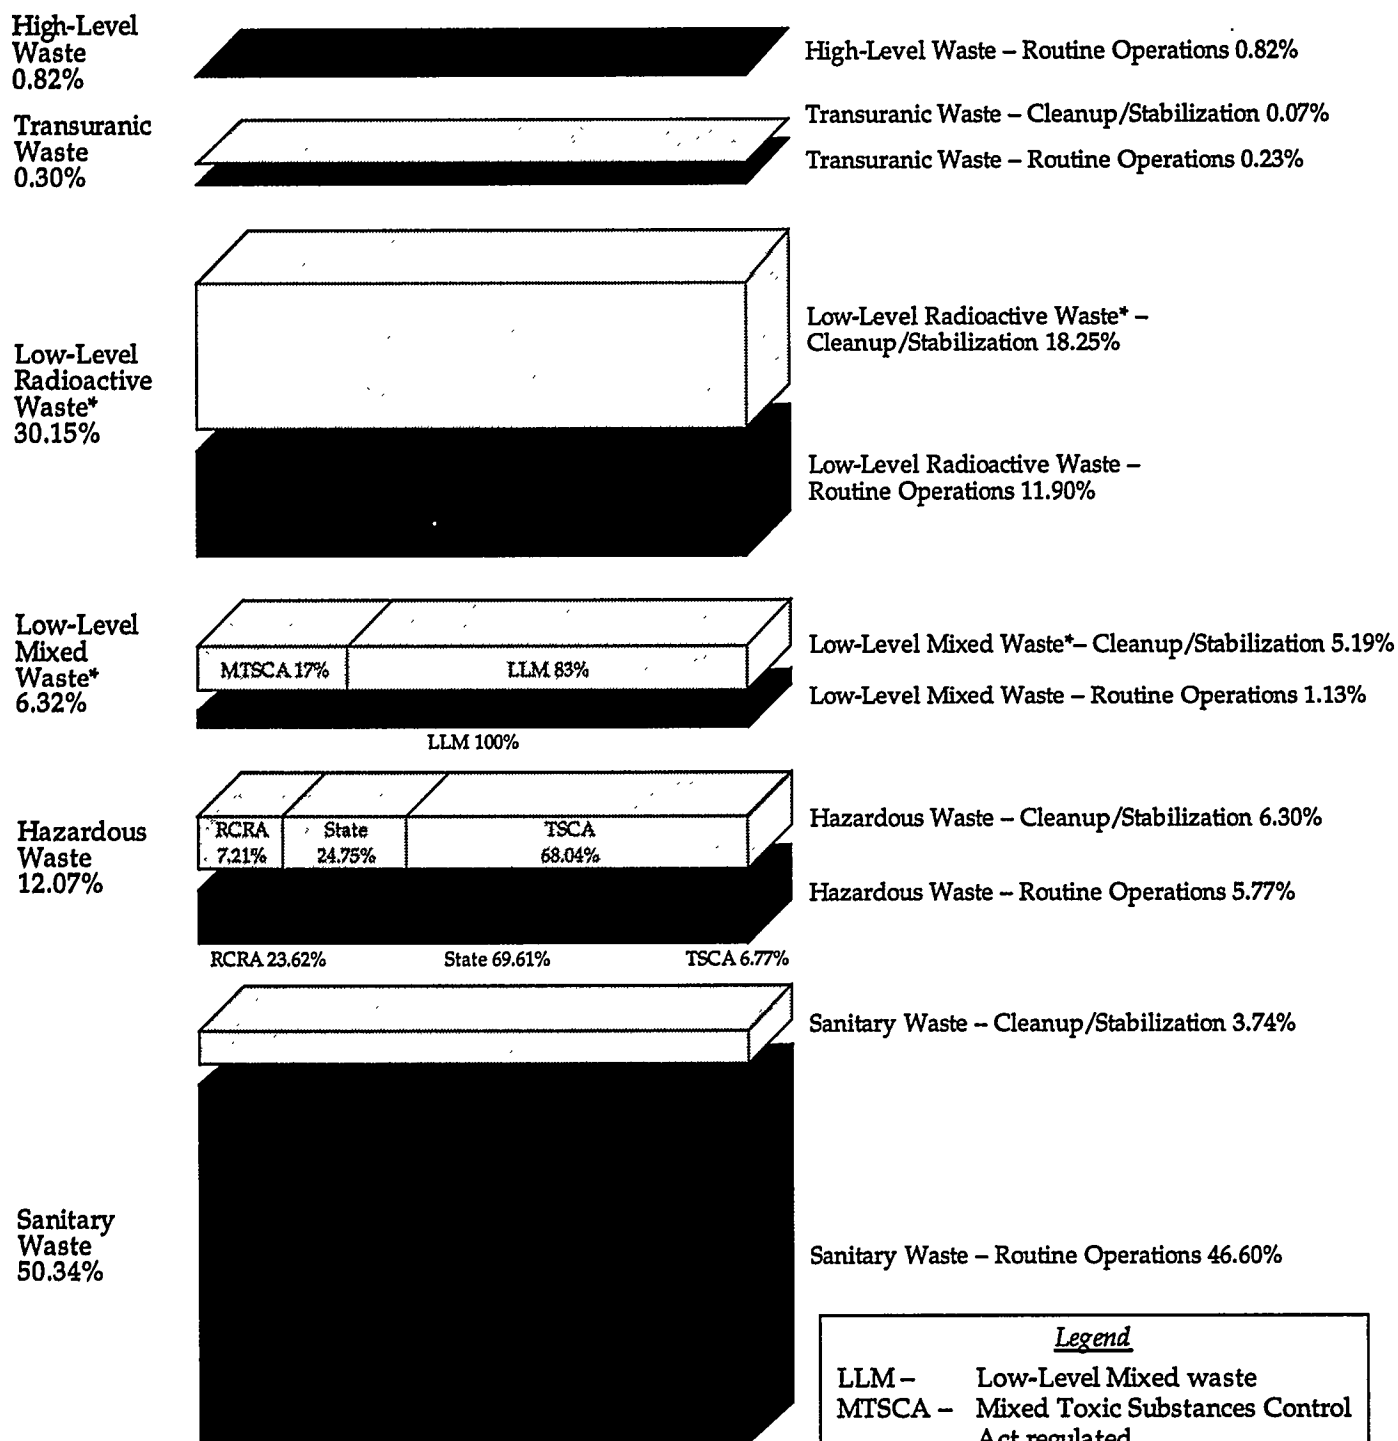 High-Level
Waste
0.82%
High-Level Waste – Routine Operations 0.82%
Transuranic
Waste
0.30%
Transuranic Waste – Cleanup/Stabilization 0.07%
Transuranic Waste – Routine Operations 0.23%
Low-Level
Radioactive
Waste*
30.15%
Low-Level Radioactive Waste* –
Cleanup/Stabilization 18.25%
Low-Level Radioactive Waste –
Routine Operations 11.90%
Low-Level
Mixed
Waste*
6.32%
MTSCA 17%
LLM 83%
Low-Level Mixed Waste*– Cleanup/Stabilization 5.19%
Low-Level Mixed Waste – Routine Operations 1.13%
LLM 100%
Hazardous
Waste
12.07%
RCRA
7.21%
State
24.75%
TSCA
68.04%
Hazardous Waste – Cleanup/Stabilization 6.30%
Hazardous Waste – Routine Operations 5.77%
RCRA 23.62%
State 69.61%
TSCA 6.77%
Sanitary Waste – Cleanup/Stabilization 3.74%
Sanitary
Waste
50.34%
Sanitary Waste – Routine Operations 46.60%
Legend
LLM – Low-Level Mixed waste
MTSCA – Mixed Toxic Substances Control
Act regulated